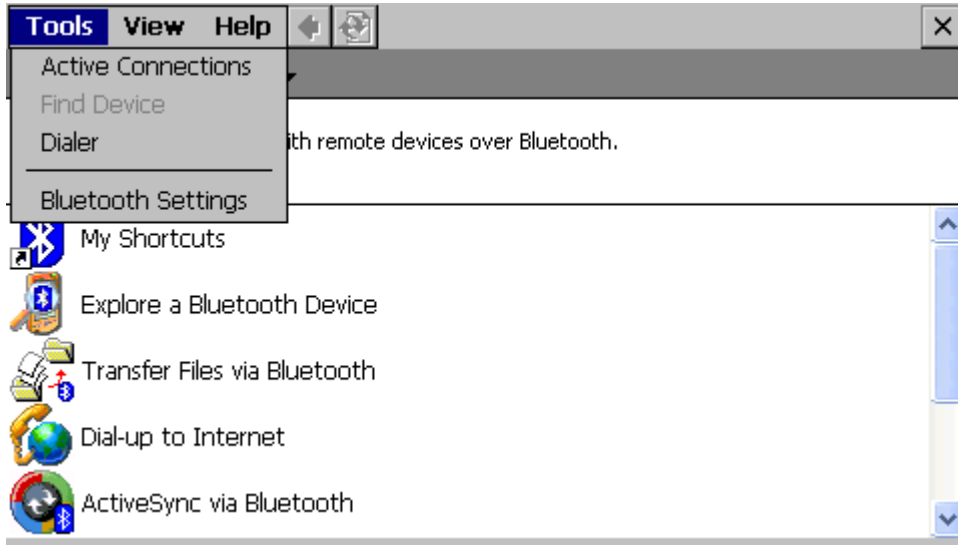 Tools View Help
Active Connections
Find Device
Dialer
ith remote devices over Bluetooth.
Bluetooth Settings
My Shortcuts
Explore a Bluetooth Device
Transfer Files via Bluetooth
Dial-up to Internet
ActiveSync via Bluetooth